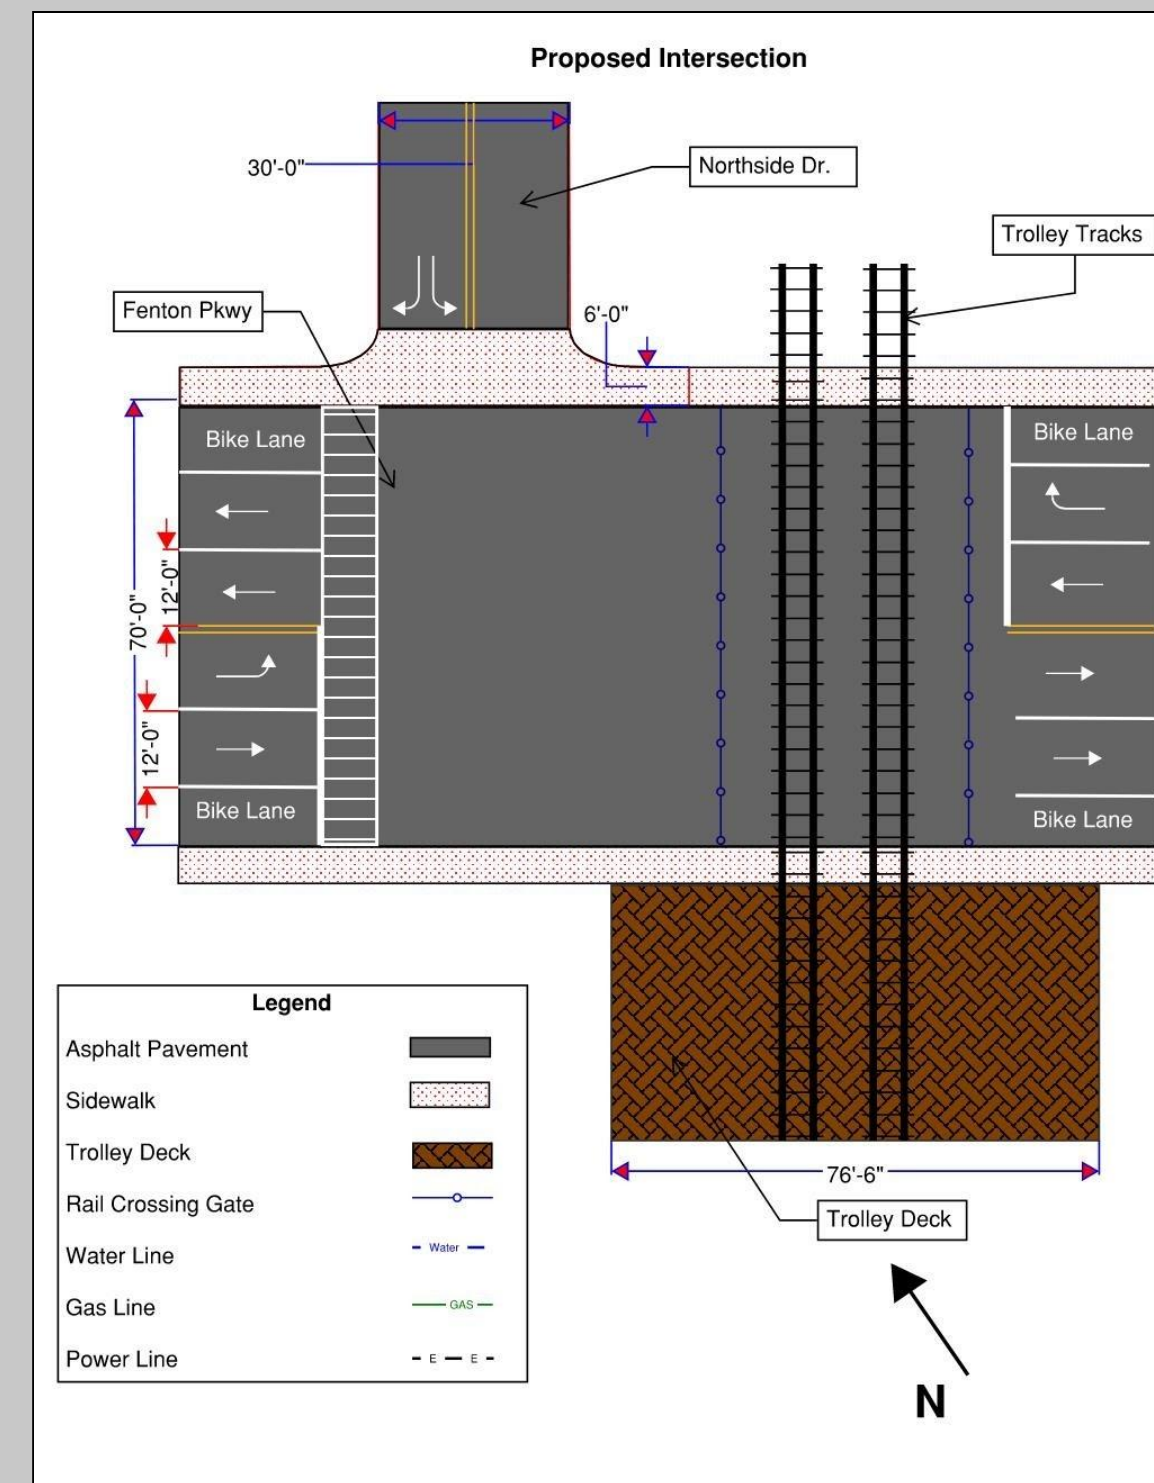 Proposed Intersection
30'-0"
Northside Dr.
Trolley Tracks
Fenton Pkwy
6'-0"
Bike Lane
Bike Lane
12'-0"
70'-0"
12'-0"
Bike Lane
Bike Lane
Legend
Asphalt Pavement
Sidewalk
Trolley Deck
Rail Crossing Gate
Water Line
Water
Gas Line
GAS
Power Line
E E
76'-6"
Trolley Deck
N